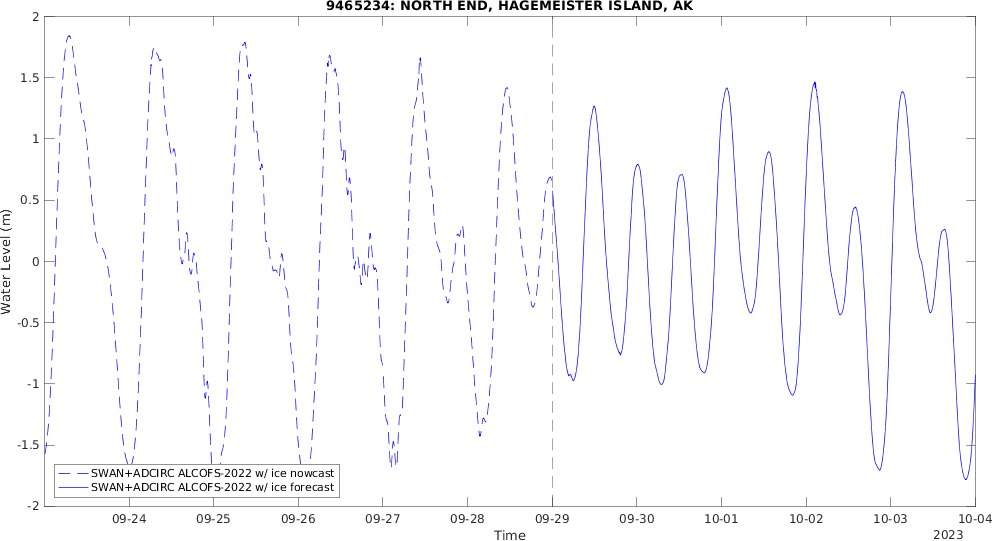 9465234: NORTH END, HAGEMEISTER ISLAND, AK
2
1.5
1
0.5
0
-0.5
-1
-1.5
-2
Water Level (m)
SWAN+ADCIRC ALCOFS-2022 w/ ice nowcast
SWAN+ADCIRC ALCOFS-2022 w/ ice forecast
09-24 09-25 09-26 09-27 09-28 09-29 09-30 10-01 10-02 10-03 10-04
Time
2023